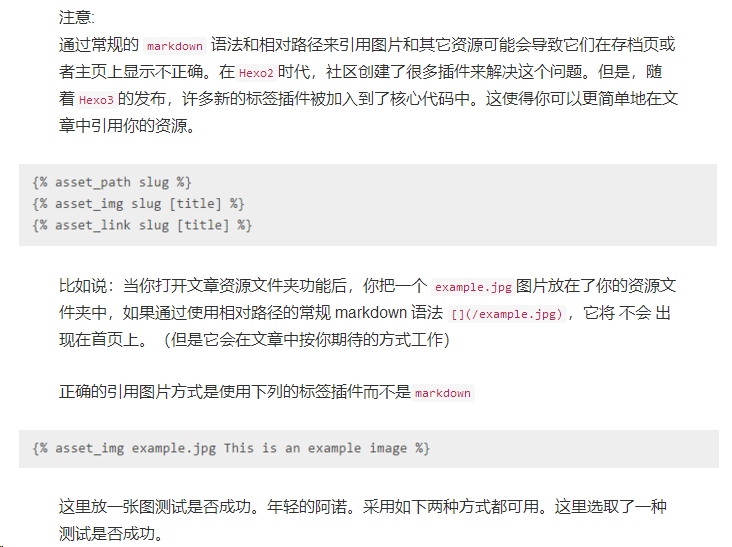 注意:
通过常规的 markdown 语法和相对路径来引用图片和其它资源可能会导致它们在存档页或
者主页上显示不正确。在 Hexo2 时代，社区创建了很多插件来解决这个问题。但是，随
着 Hexo3 的发布，许多新的标签插件被加入到了核心代码中。这使得你可以更简单地在文
章中引用你的资源。
{% asset_path slug %}
{% asset_img slug [title] %}
{% asset_link slug [title] %}
比如说：当你打开文章资源文件夹功能后，你把一个 example.jpg 图片放在了你的资源文
件夹中，如果通过使用相对路径的常规 markdown 语法 [](/example.jpg) ，它将 不会 出
现在首页上。（但是它会在文章中按你期待的方式工作）
正确的引用图片方式是使用下列的标签插件而不是 markdown
{% asset_img example.jpg This is an example image %}
这里放一张图测试是否成功。年轻的阿诺。采用如下两种方式都可用。这里选取了一种
测试是否成功。